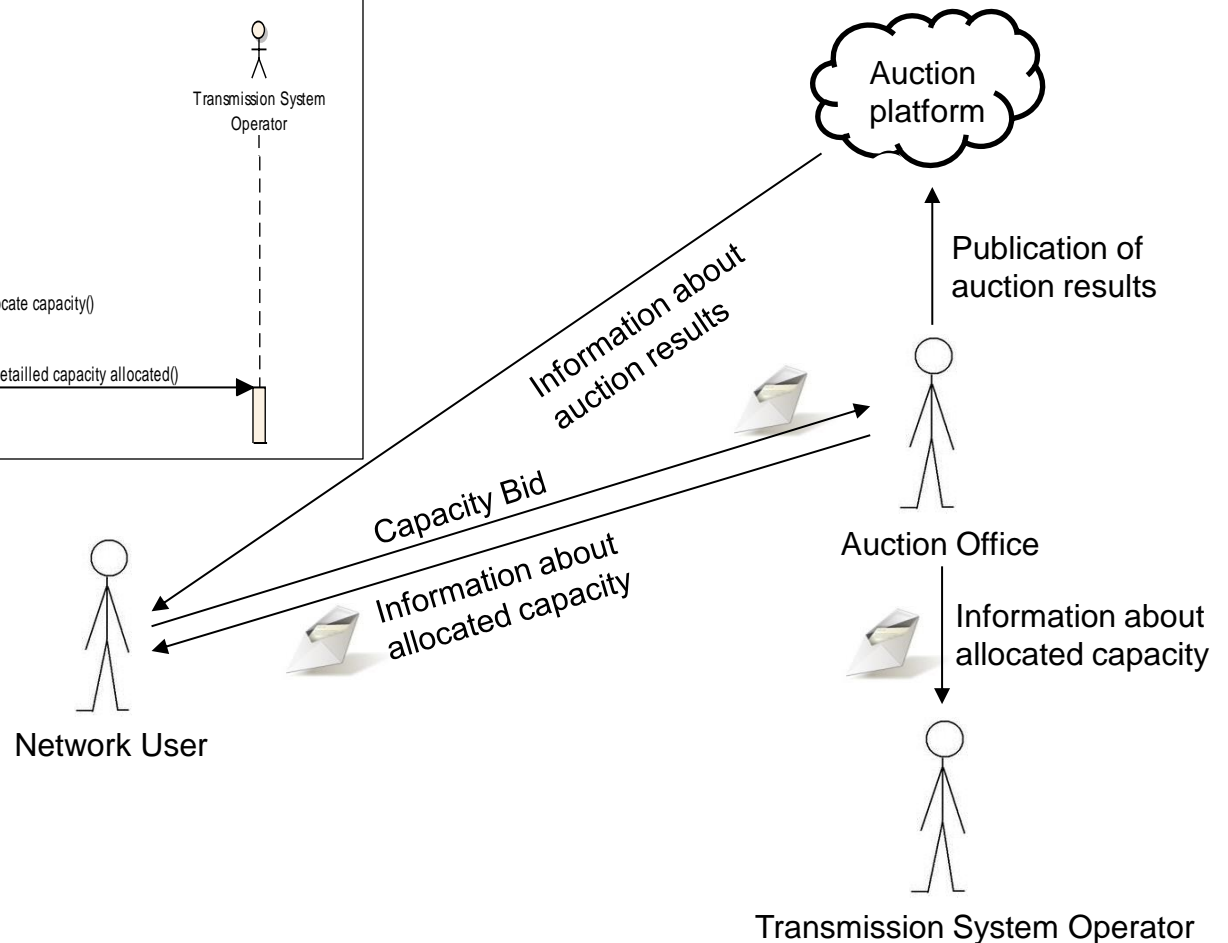 Transmission System
Operator
cate capacity()
etailled capacity allocated()
Auction
platform
Publication of
auction results
Information about
auction results
Capacity Bid
Information about
allocated capacity
Auction Office
Information about
allocated capacity
Network User
Transmission System Operator